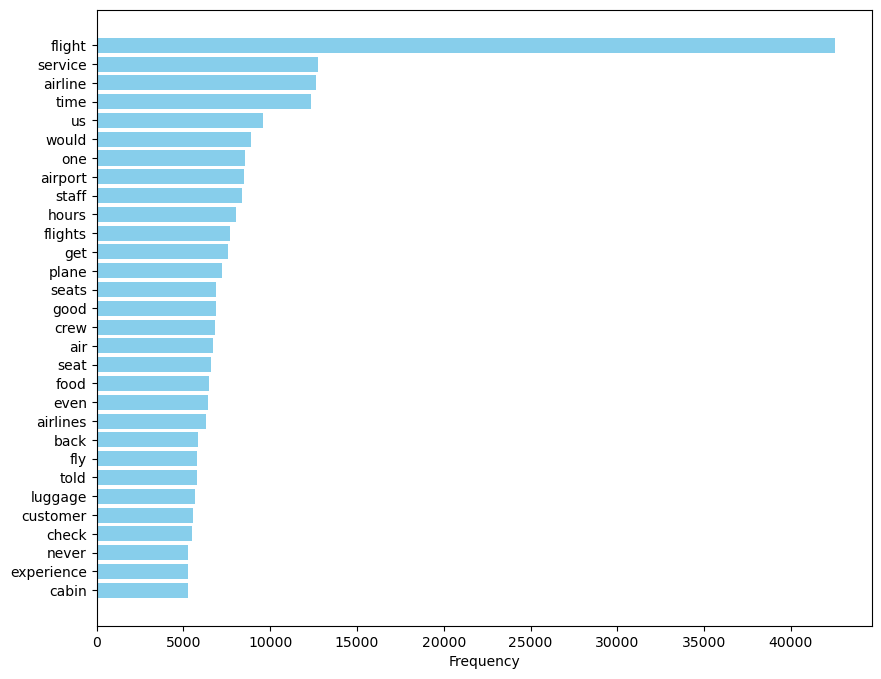 flight
service
airline
time
us
would
one
airport
staff
hours
flights
get
plane
seats
good
crew
air
seat
food
even
airlines
back
fly
told
luggage
customer
check
never
experience
cabin
0 5000 10000 15000 20000 25000 30000 35000 40000
Frequency